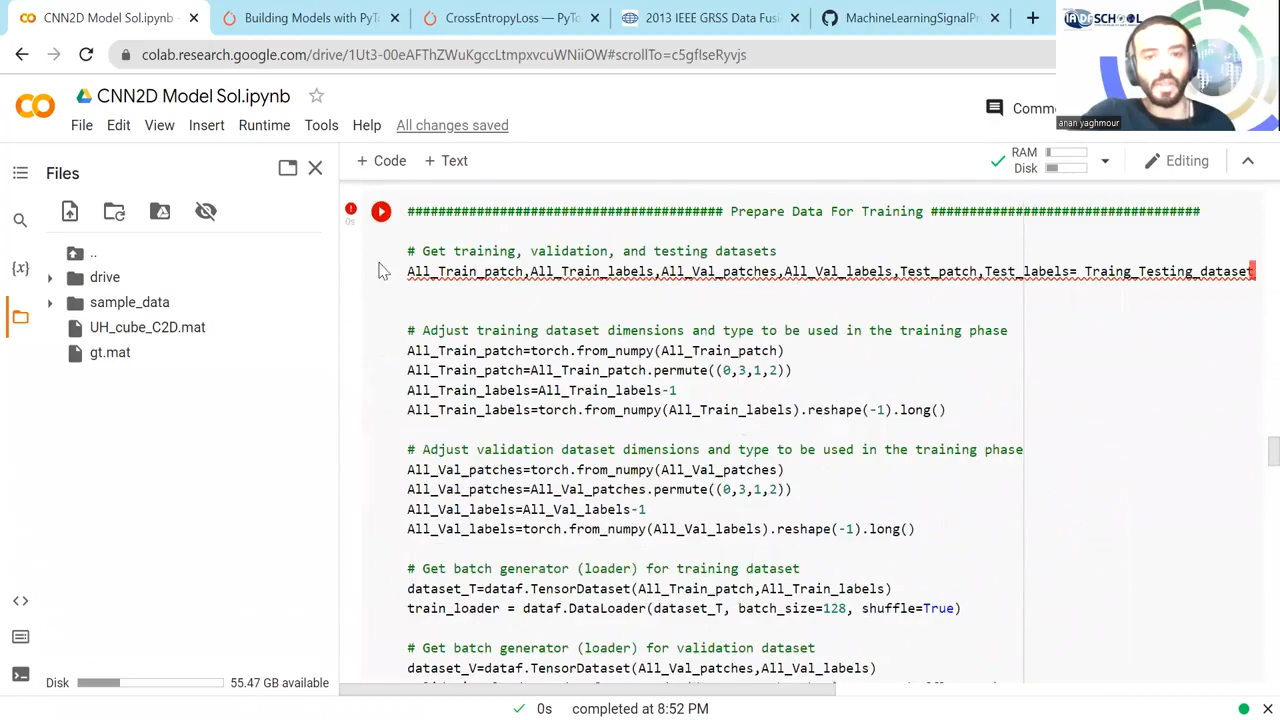 CNN2D Model Sol.ipynb -
Building Models with PyT
CrossEntropyLoss — PyTo
2013 IEEE GRSS Data Fusi
MachineLearningSignalPr
colab.research.google.com/drive/1Ut3-00eAFThZWuKgccLHnpxvcuWNiiOW#scrollTo=c5gflseRyvjs
IADFSCHOOL
anan yaghmour
CO
CNN2D Model Sol.ipynb
Comme
File Edit View Insert Runtime Tools Help All changes saved
Files
+ Code + Text
RAM
Disk
Editing
..
drive
sample_data
UH_cube_C2D.mat
gt.mat
{x}
0s
######################################## Prepare Data For Training ###################################
# Get training, validation, and testing datasets
All_Train_patch,All_Train_labels,All_Val_patches,All_Val_labels,Test_patch,Test_labels= Traing_Testing_dataset
# Adjust training dataset dimensions and type to be used in the training phase
All_Train_patch=torch.from_numpy(All_Train_patch)
All_Train_patch=All_Train_patch.permute((0,3,1,2))
All_Train_labels=All_Train_labels-1
All_Train_labels=torch.from_numpy(All_Train_labels).reshape(-1).long()
# Adjust validation dataset dimensions and type to be used in the training phase
All_Val_patches=torch.from_numpy(All_Val_patches)
All_Val_patches=All_Val_patches.permute((0,3,1,2))
All_Val_labels=All_Val_labels-1
All_Val_labels=torch.from_numpy(All_Val_labels).reshape(-1).long()
# Get batch generator (loader) for training dataset
dataset_T=dataf.TensorDataset(All_Train_patch,All_Train_labels)
train_loader = dataf.DataLoader(dataset_T, batch_size=128, shuffle=True)
# Get batch generator (loader) for validation dataset
dataset_V=dataf.TensorDataset(All_Val_patches,All_Val_labels)
Disk
55.47 GB available
0s completed at 8:52 PM